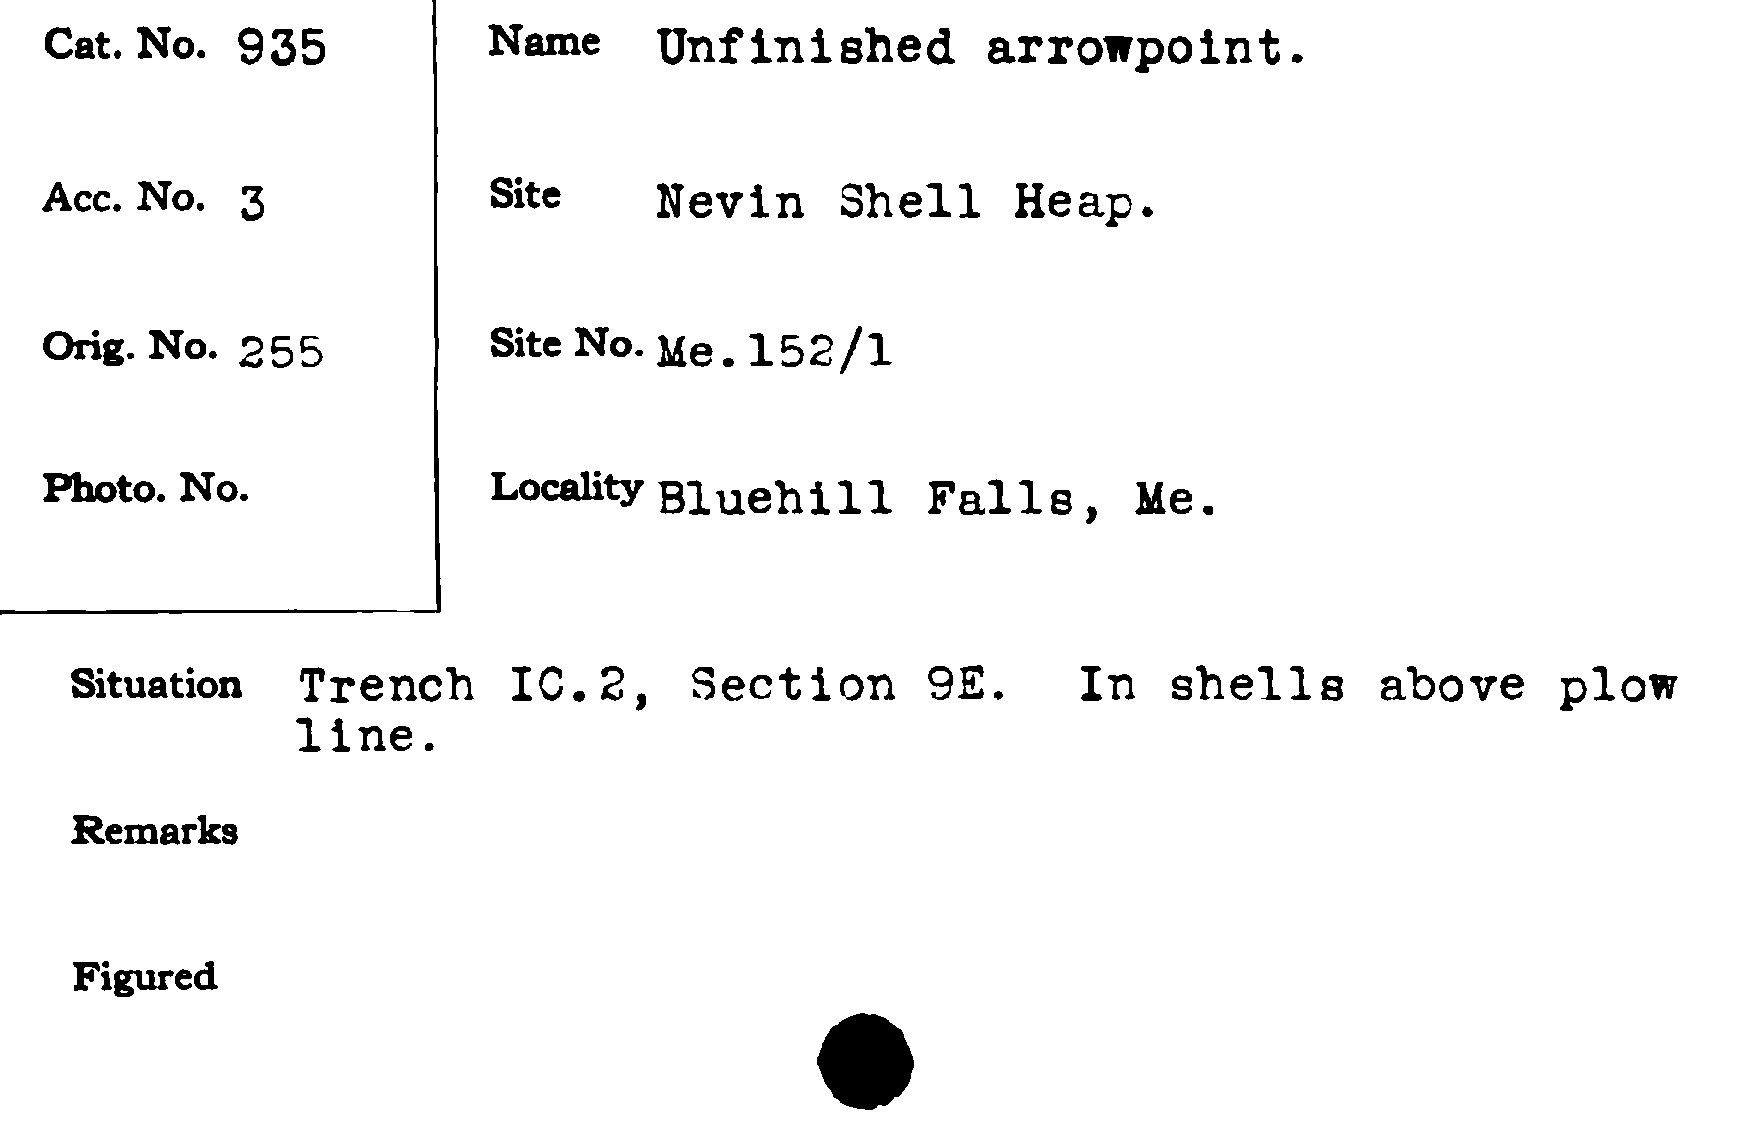 Cat. No. 935
Name Unfinished arrowpoint.
Acc. No. 3
Site Nevin Shell Heap.
Orig. No. 255
Site No. Me.152/1
Photo. No.
Locality Bluehill Falls, Me.
Situation Trench IC.2, Section 9E. In shells above plow
line.
Remarks
Figured